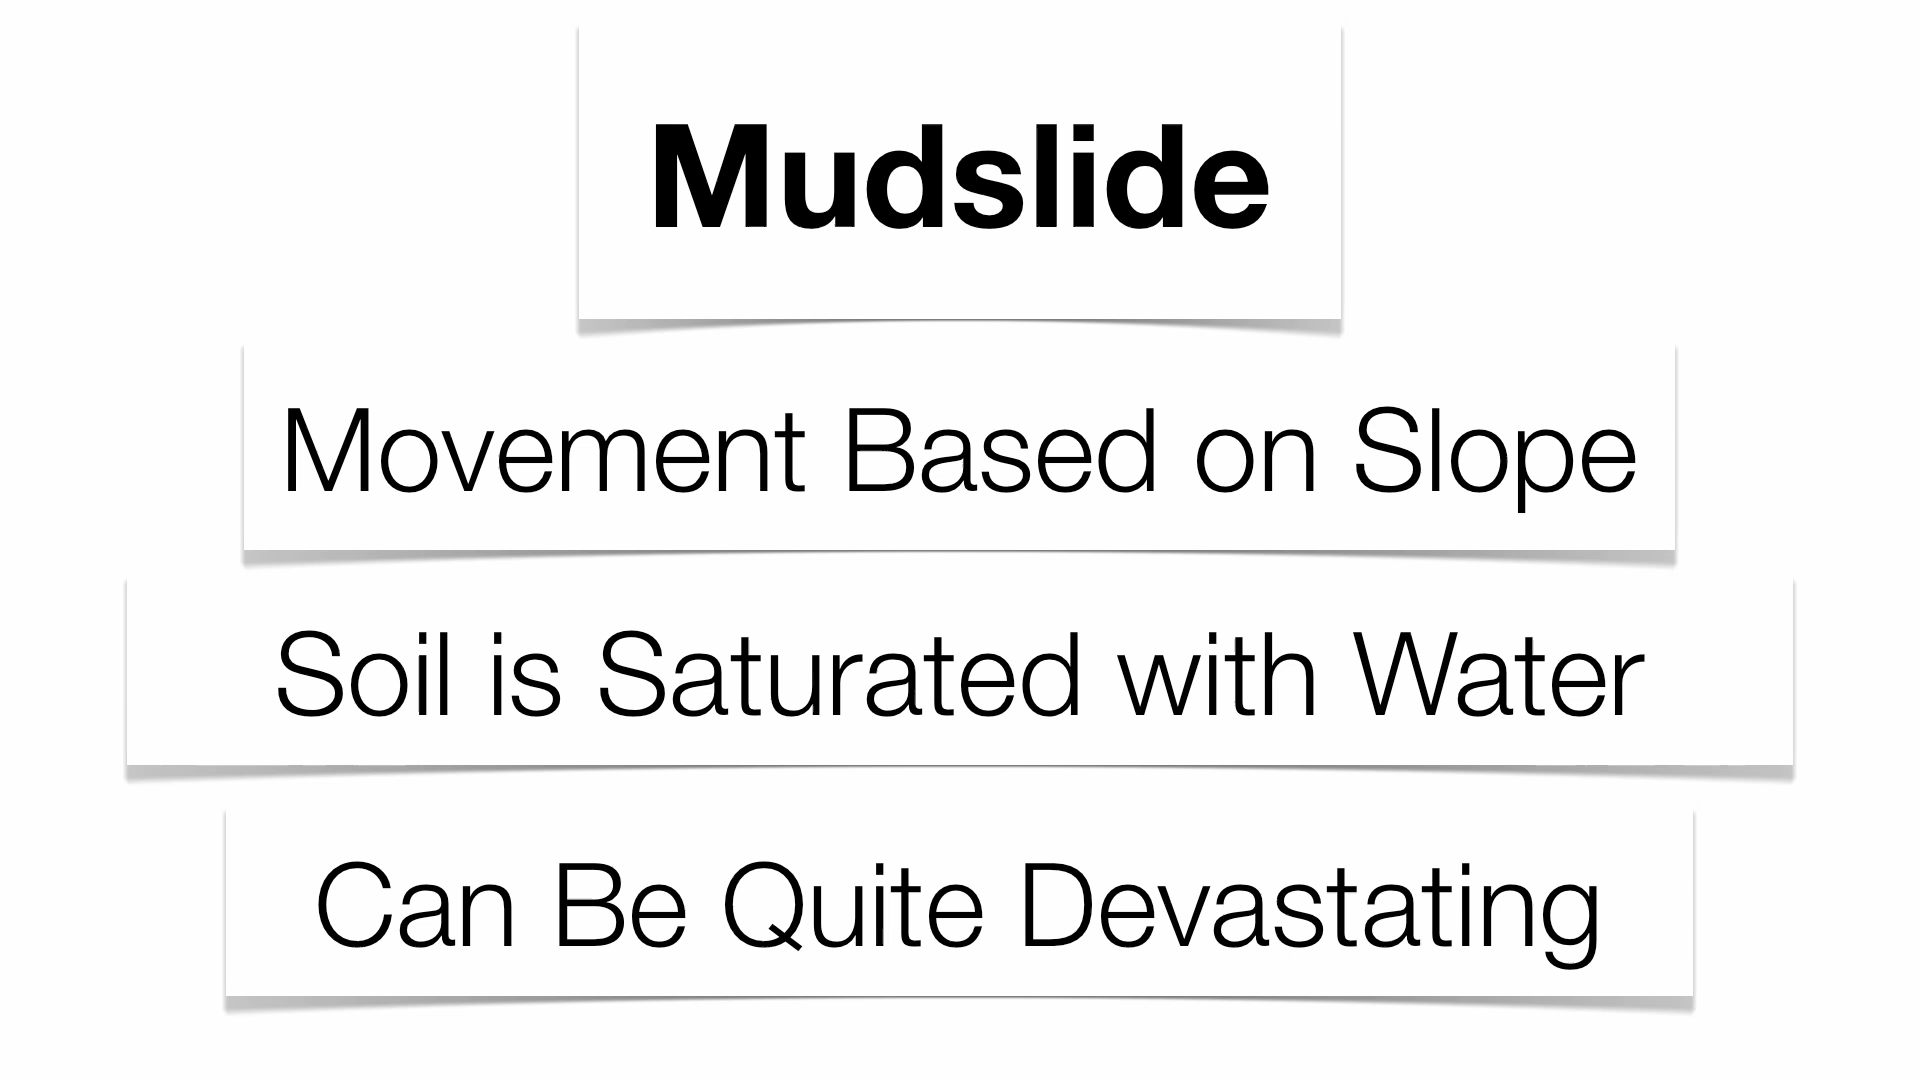 Mudslide
Movement Based on Slope
Soil is Saturated with Water
Can Be Quite Devastating